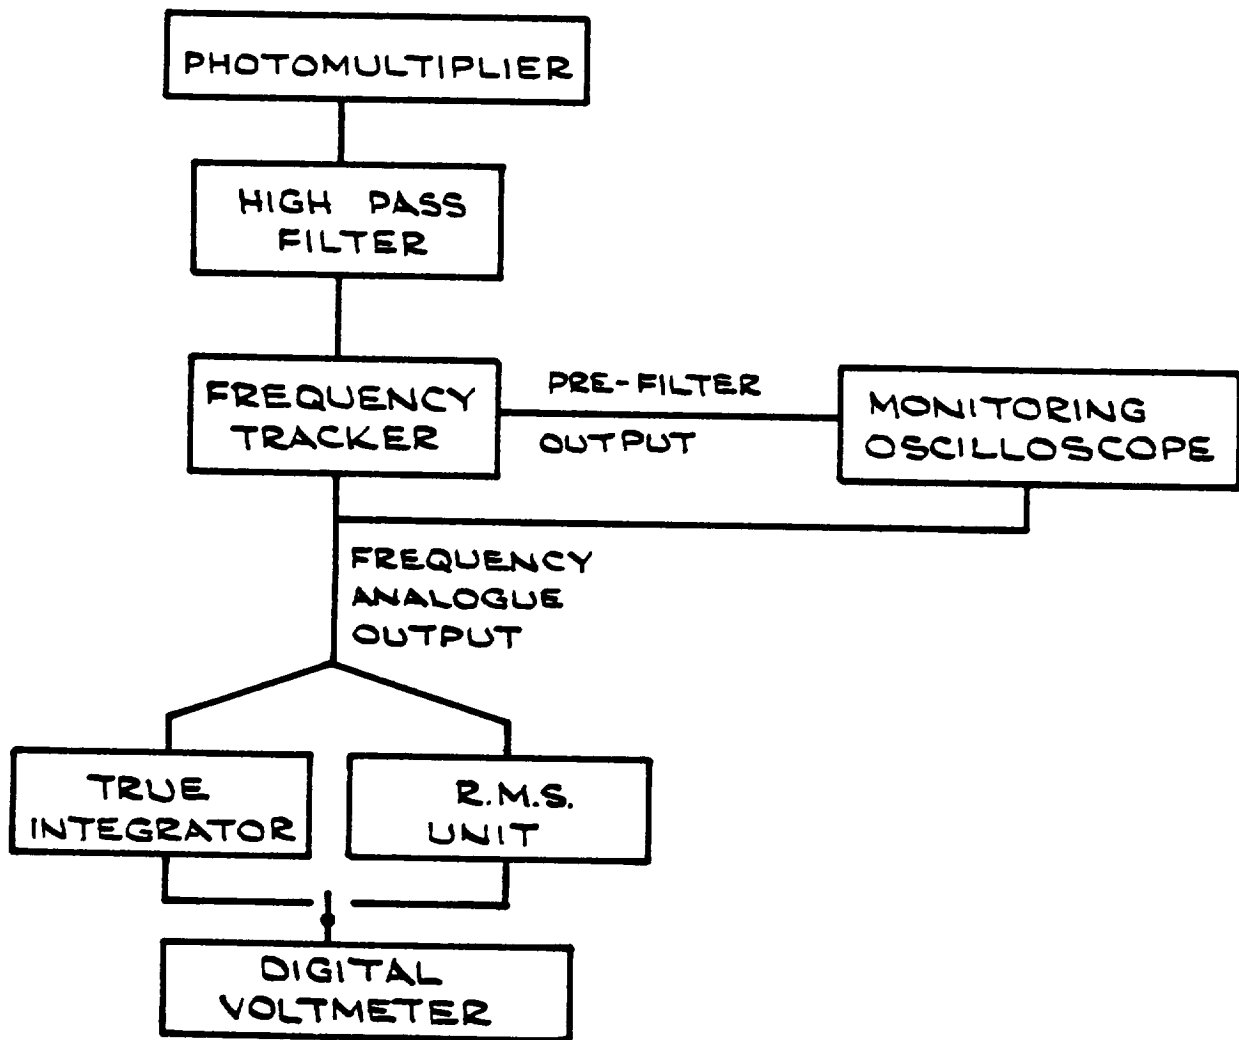 PHOTOMULTIPLIER
HIGH PASS
FILTER
FREQUENCY
TRACKER
PRE-FILTER
OUTPUT
MONITORING
OSCILLOSCOPE
FREQUENCY
ANALOGUE
OUTPUT
TRUE
INTEGRATOR
R.M.S.
UNIT
DIGITAL
VOLTMETER